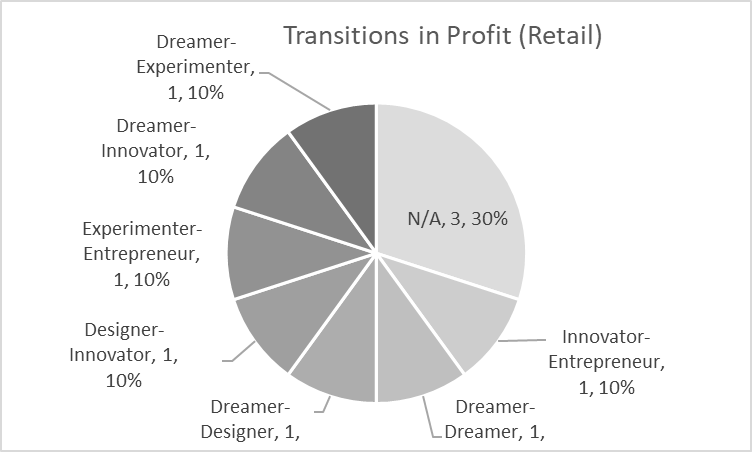 Transitions in Profit (Retail)
Dreamer-
Experimenter,
1, 10%
Dreamer-
Innovator, 1,
10%
N/A, 3, 30%
Experimenter-
Entrepreneur,
1, 10%
Designer-
Innovator, 1,
10%
Innovator-
Entrepreneur,
1, 10%
Dreamer-
Designer, 1,
Dreamer-
Dreamer, 1,